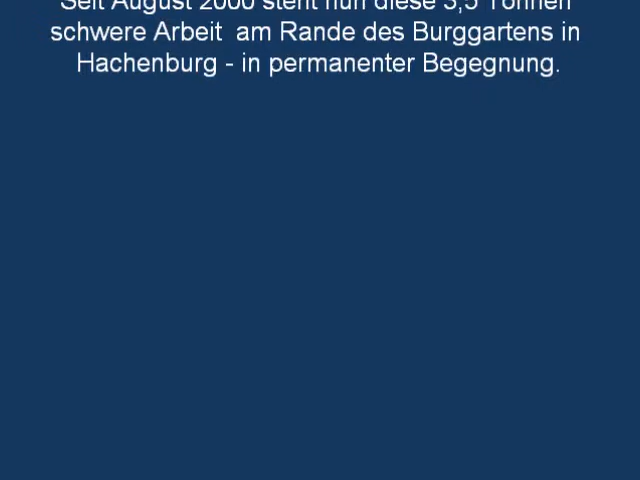 Seit August 2000 steht nun diese 3,5 Tonnen
schwere Arbeit am Rande des Burggartens in
Hachenburg - in permanenter Begegnung.